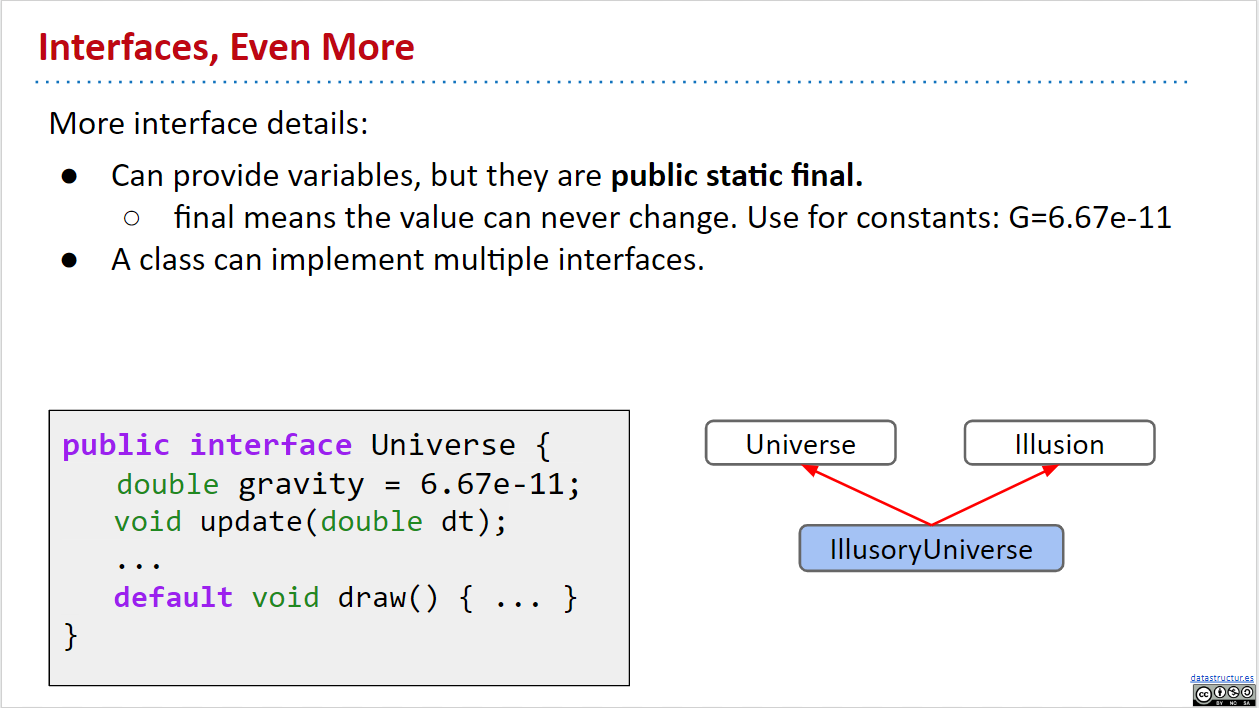 Interfaces, Even More
More interface details:
● Can provide variables, but they are public static final.
○ final means the value can never change. Use for constants: G=6.67e-11
● A class can implement multiple interfaces.
public interface Universe {
double gravity = 6.67e-11;
void update(double dt);
...
default void draw() { ... }
}
Universe
Illusion
IllusoryUniverse
datastructur.es
cc
BY NC SA